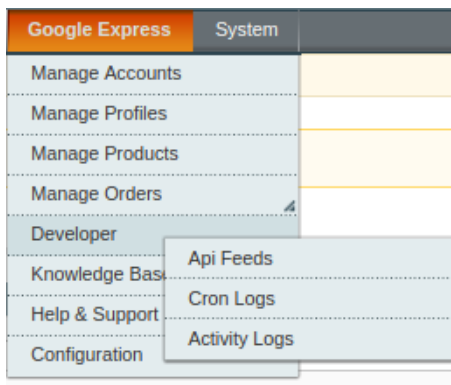 Google Express System
Manage Accounts
Manage Profiles
Manage Products
Manage Orders
Developer
Api Feeds
Knowledge Bas
Cron Logs
Help & Support
Activity Logs
Configuration